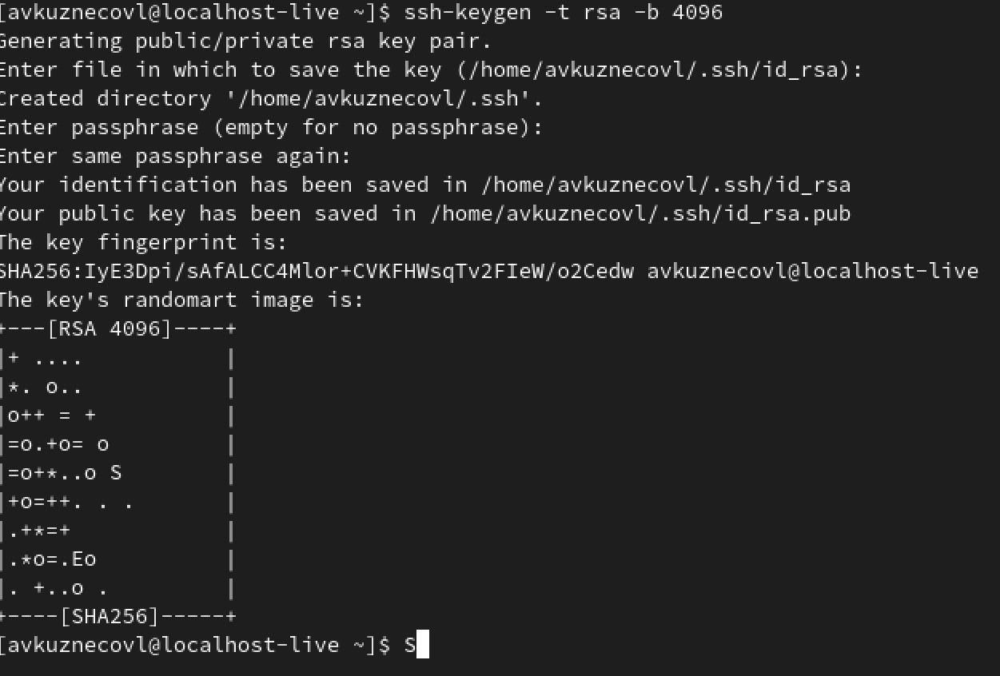 [avkuznecovl@localhost-live ~]$ ssh-keygen -t rsa -b 4096
Generating public/private rsa key pair.
Enter file in which to save the key (/home/avkuznecovl/.ssh/id_rsa):
Created directory '/home/avkuznecovl/.ssh'.
Enter passphrase (empty for no passphrase):
Enter same passphrase again:
Your identification has been saved in /home/avkuznecovl/.ssh/id_rsa
Your public key has been saved in /home/avkuznecovl/.ssh/id_rsa.pub
The key fingerprint is:
SHA256:IyE3Dpi/sAfALCC4Mlor+CVKFHWsqTv2FIeW/o2Cedw avkuznecovl@localhost-live
The key's randomart image is:
+---[RSA 4096]----+
|+ ....           |
|*. o..           |
|o++ = +          |
|=o.+o= o         |
|=o+*..o S        |
|+o=++. . .       |
|.+*=+            |
|.*o=.Eo          |
|. +..o .         |
+----[SHA256]-----+
[avkuznecovl@localhost-live ~]$ S